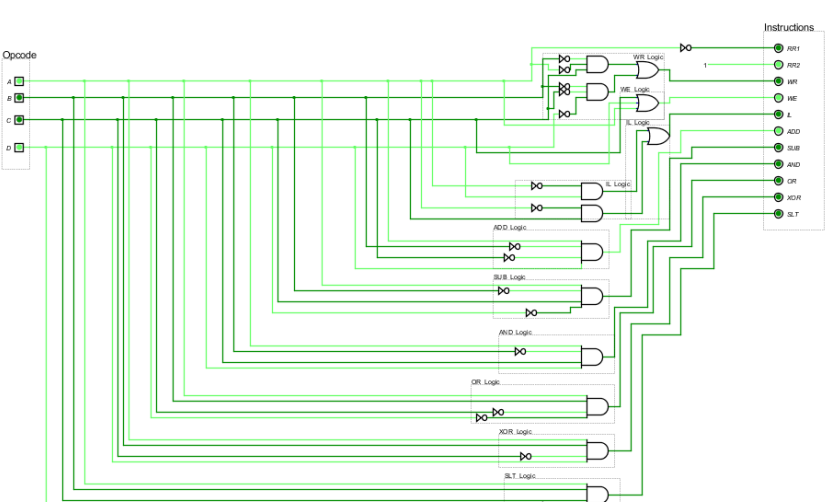 Instructions
Opcode
WR Logic
RR1
1
RR2
A
WR
B
WE Logic
WE
C
IL Logic
IL
ADD
D
SUB
AND
IL Logic
OR
XOR
SLT
ADD Logic
SUB Logic
AND Logic
OR Logic
XOR Logic
SLT Logic